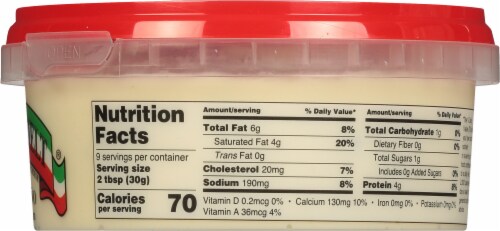 OPEN
Nutrition
Facts
9 servings per container
Serving size
2 tbsp (30g)
Calories
per serving
70
Amount/serving % Daily Value*
Total Fat 6g 8%
Saturated Fat 4g 20%
Trans Fat 0g
Cholesterol 20mg 7%
Sodium 190mg 8%
Amount/serving % Daily Value*
Total Carbohydrate 1g 0%
Dietary Fiber 0g 0%
Total Sugars 1g
Includes 0g Added Sugars 0%
Protein 4g
Vitamin D 0.2mcg 0% • Calcium 130mg 10% • Iron 0mg 0% • Potassium 0mg 0%
Vitamin A 36mcg 4%
®